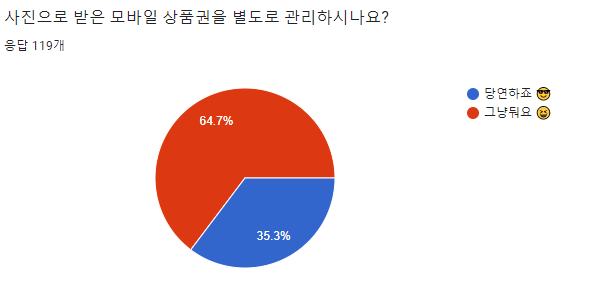 사진으로 받은 모바일 상품권을 별도로 관리하시나요?
응답 119개
당연하죠 😎
그냥둬요 😆
64.7%
35.3%